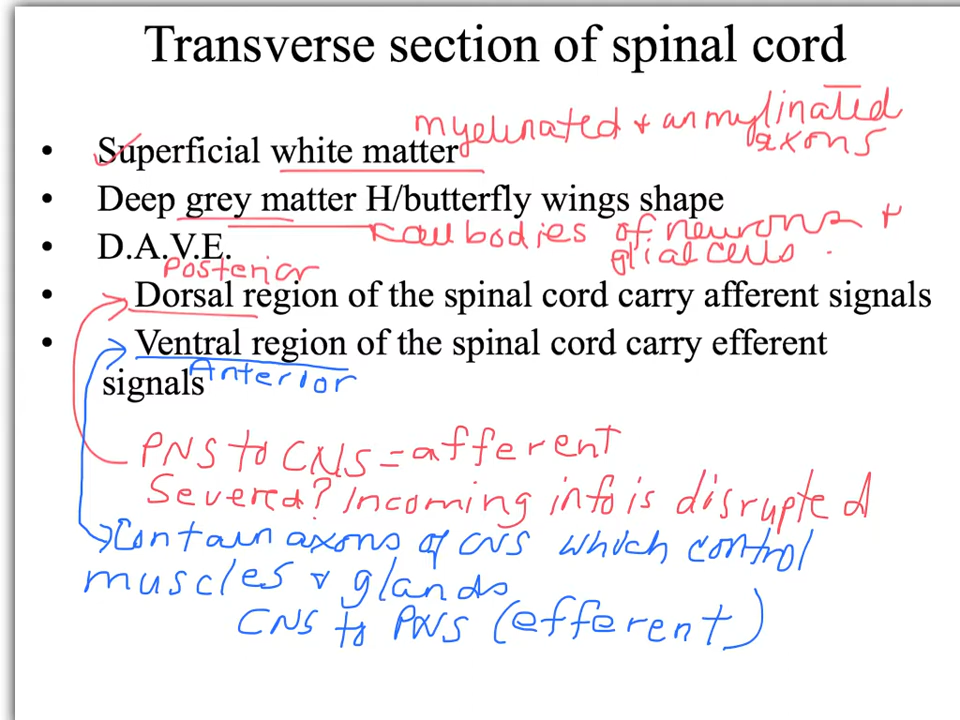 Transverse section of spinal cord
myelinated + unmylinated
axons
• Superficial white matter
• Deep grey matter H/butterfly wings shape
cell bodies of neurons +
glial cells
• D.A.V.E.
Posterior
• Dorsal region of the spinal cord carry afferent signals
• Ventral region of the spinal cord carry efferent
signals
Anterior
PNS to CNS = afferent
Severed? Incoming info is disrupted
Contain axons of CNS which control
muscles + glands
CNS to PNS (efferent)